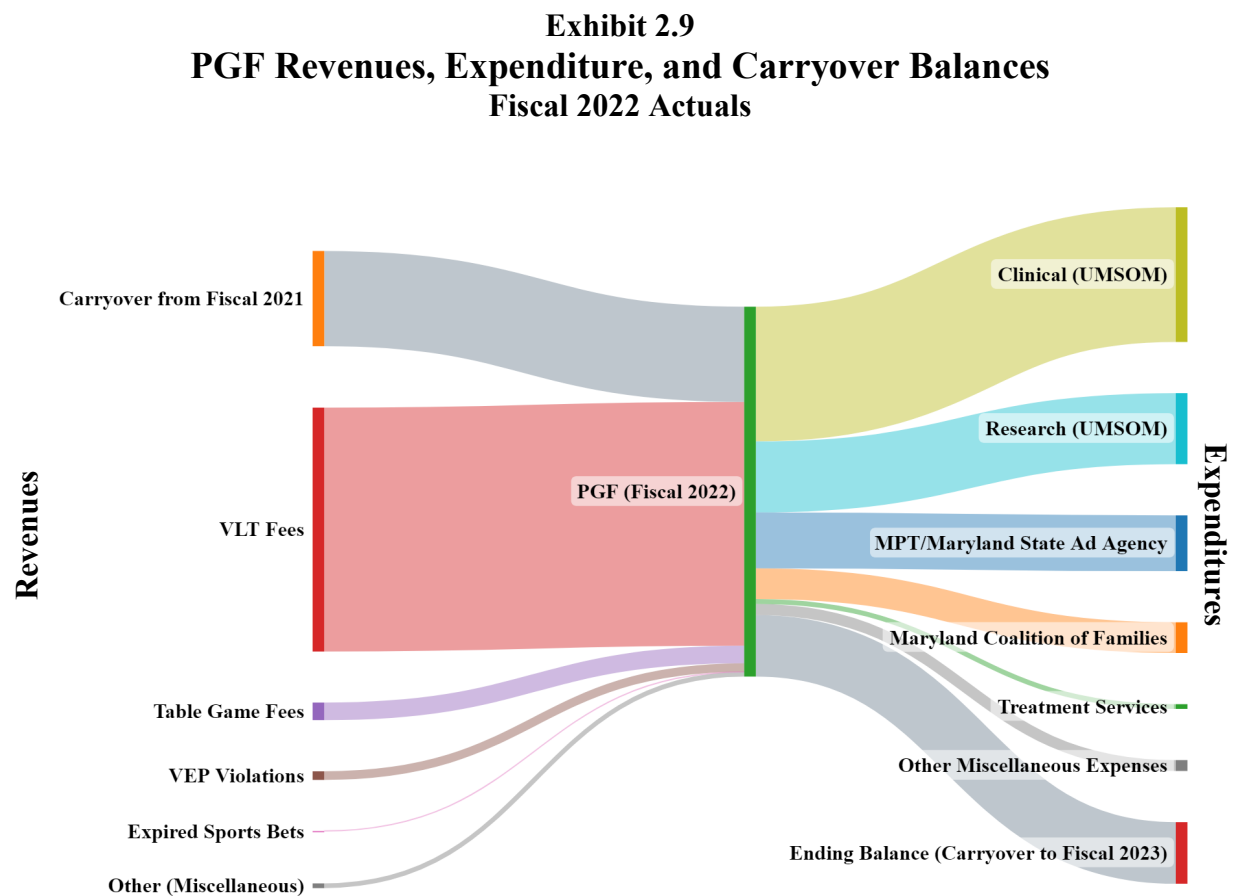 Exhibit 2.9
PGF Revenues, Expenditure, and Carryover Balances
Fiscal 2022 Actuals
Revenues
Carryover from Fiscal 2021
VLT Fees
Table Game Fees
VEP Violations
Expired Sports Bets
Other (Miscellaneous)
PGF (Fiscal 2022)
Clinical (UMSOM)
Research (UMSOM)
MPT/Maryland State Ad Agency
Maryland Coalition of Families
Treatment Services
Other Miscellaneous Expenses
Ending Balance (Carryover to Fiscal 2023)
Expenditures